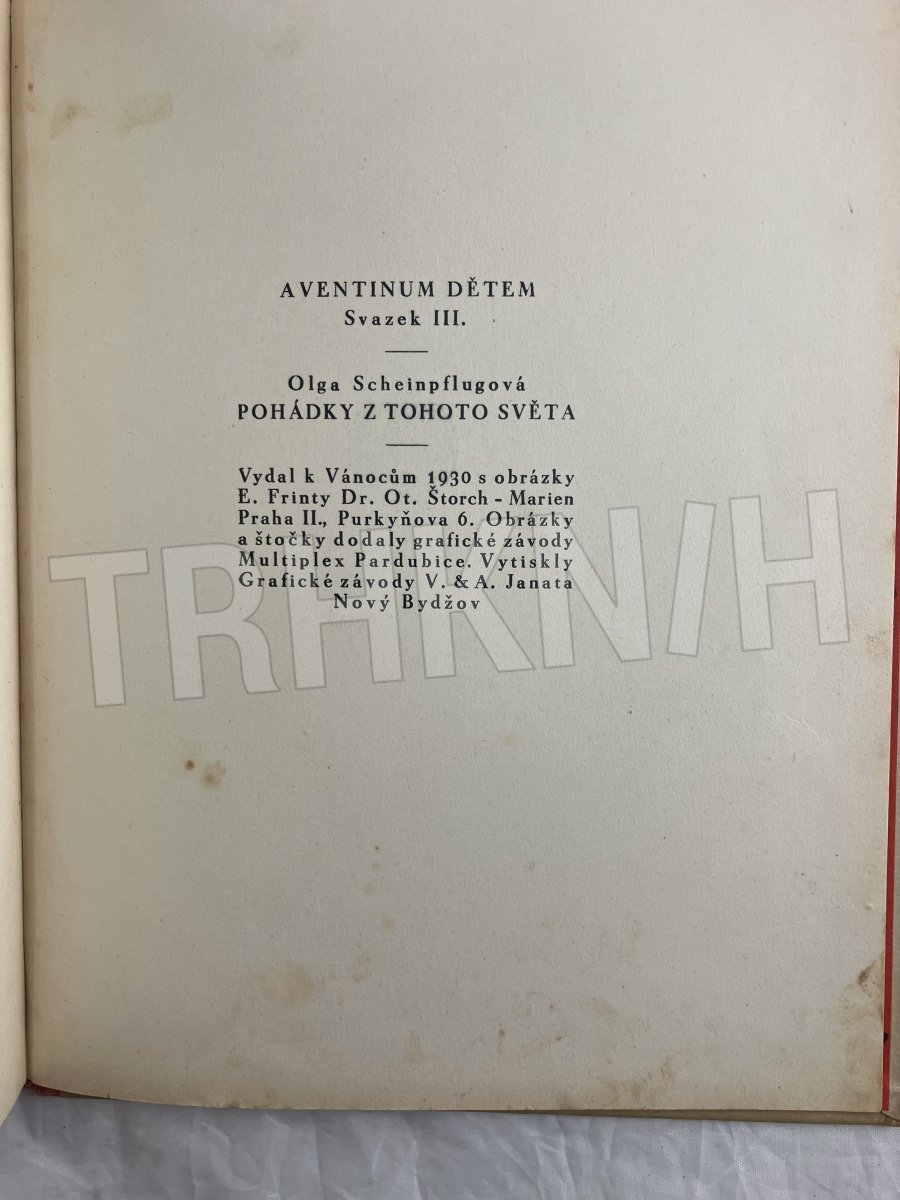 AVENTINUM DĚTEM
Svazek III.
Olga Scheinpflugová
POHÁDKY Z TOHOTO SVĚTA
Vydal k Vánocům 1930 s obrázky
E. Frinty Dr. Ot. Štorch - Marien
Praha II., Purkyňova 6. Obrázky
a štočky dodaly grafické závody
Multiplex Pardubice. Vytiskly
Grafické závody V. & A. Janata
Nový Bydžov
TRHKN/H